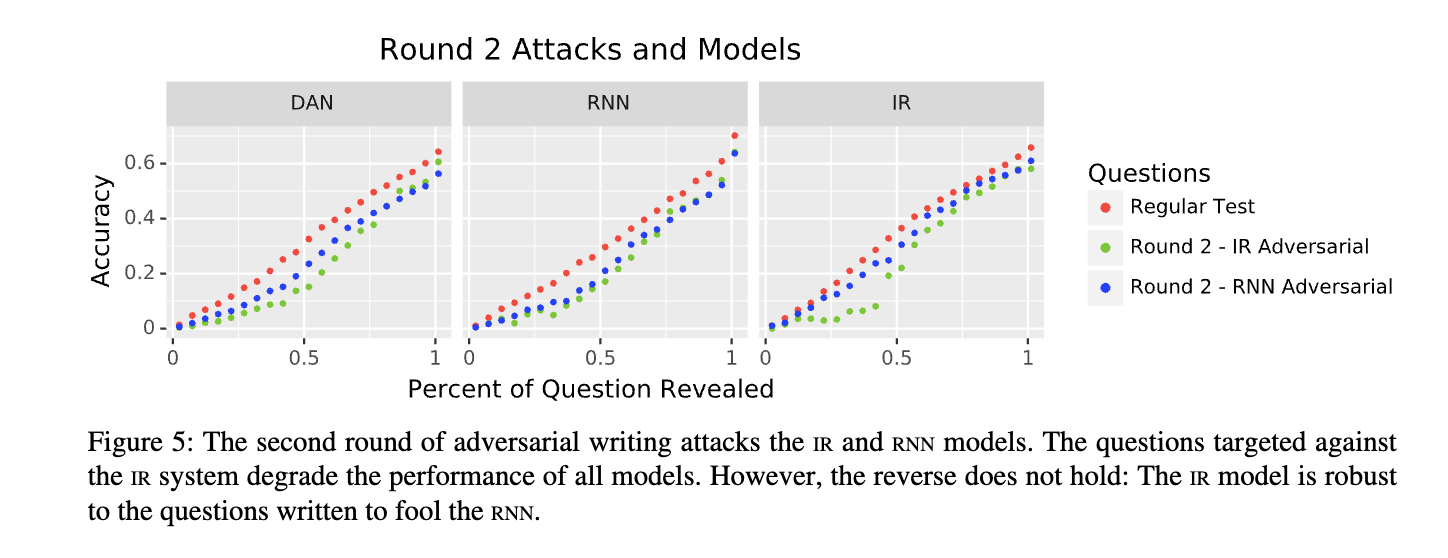 Round 2 Attacks and Models
DAN
RNN
IR
0.6
0.4
0.2
0
Accuracy
0 0.5 1
0 0.5 1
0 0.5 1
Percent of Question Revealed
Questions
Regular Test
Round 2 - IR Adversarial
Round 2 - RNN Adversarial
Figure 5: The second round of adversarial writing attacks the IR and RNN models. The questions targeted against
the IR system degrade the performance of all models. However, the reverse does not hold: The IR model is robust
to the questions written to fool the RNN.